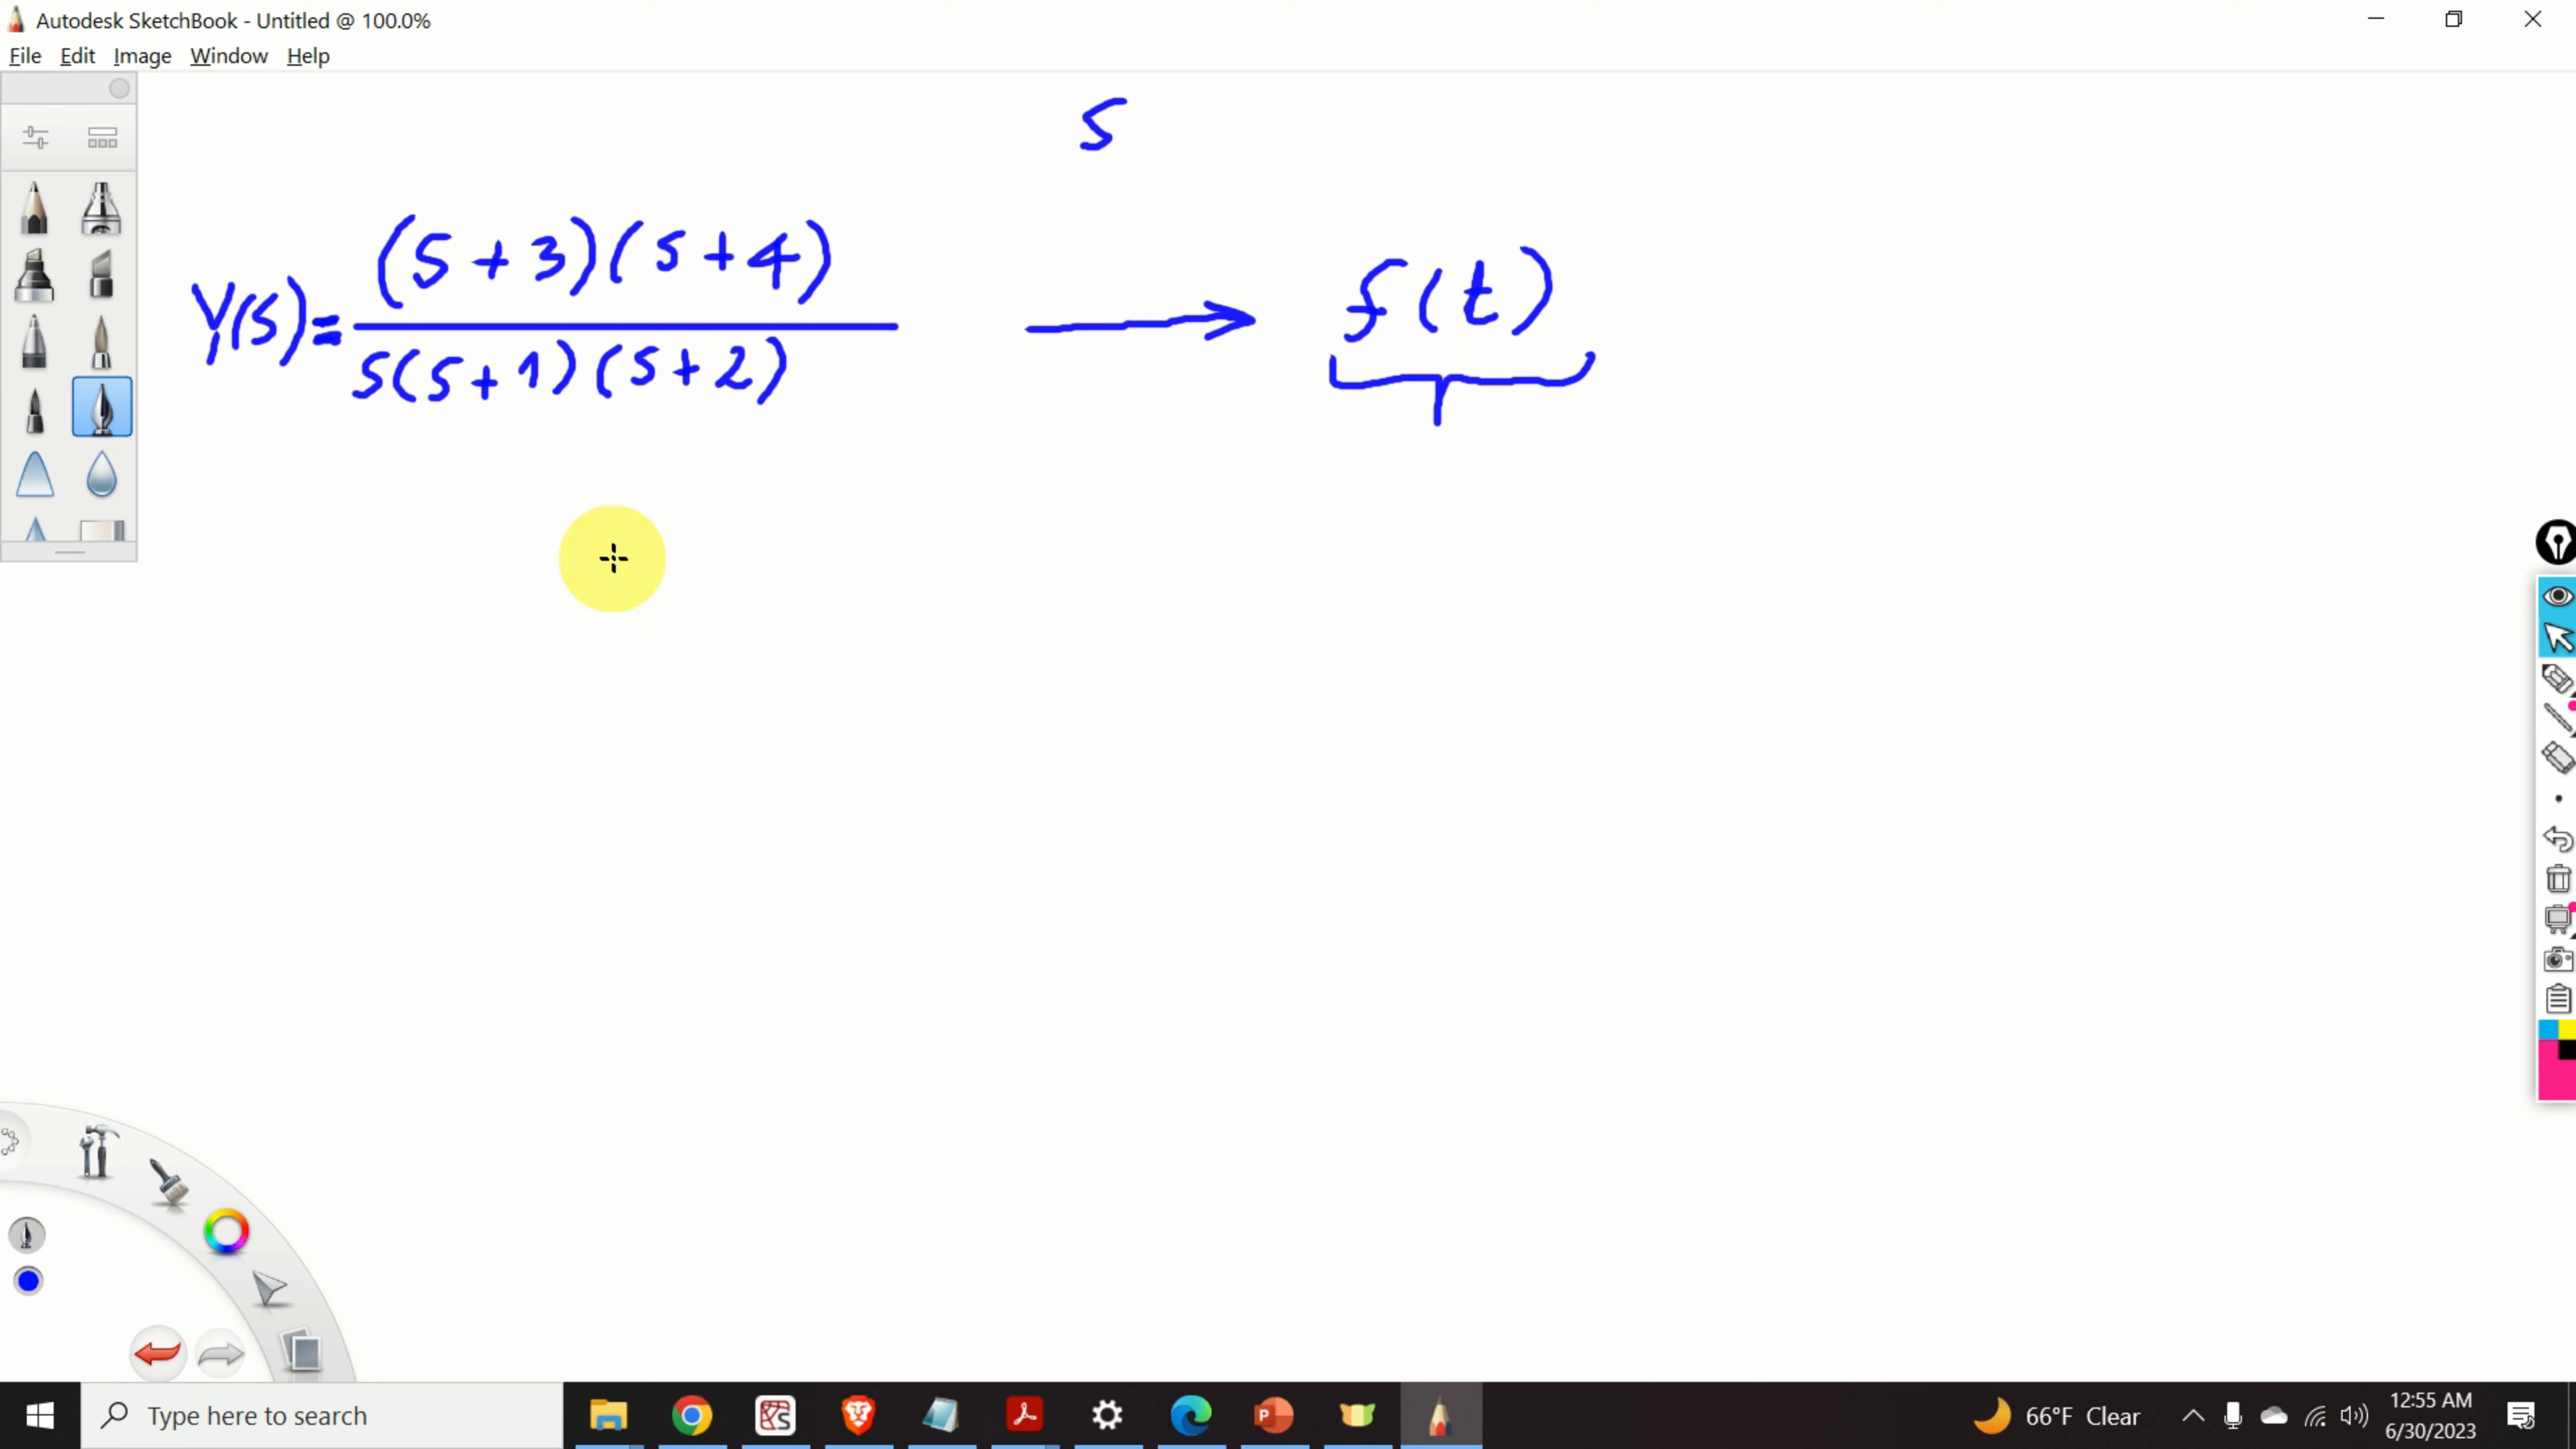 Autodesk SketchBook - Untitled @ 100.0%
File Edit Image Window Help
s
Y(s)= (s+3)(s+4)
s(s+1)(s+2)
f(t)
Type here to search
66°F Clear
12:55 AM
6/30/2023